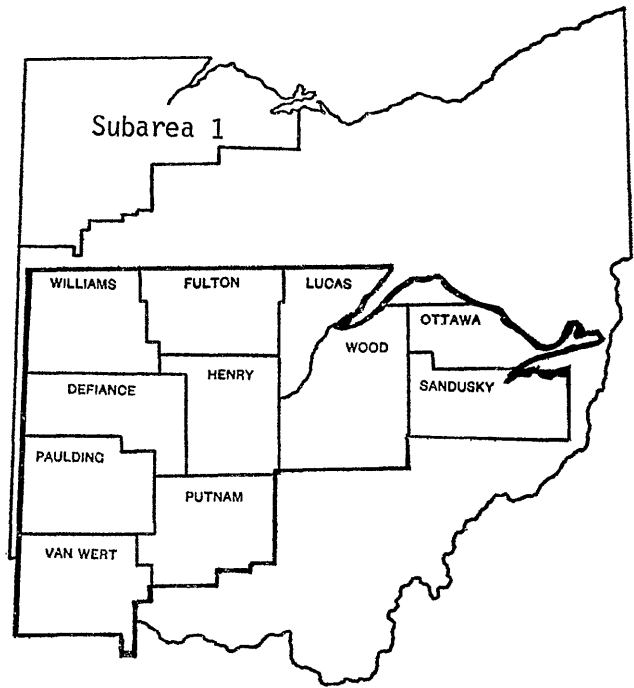 Subarea 1
WILLIAMS
FULTON
LUCAS
OTTAWA
WOOD
HENRY
DEFIANCE
SANDUSKY
PAULDING
PUTNAM
VAN WERT